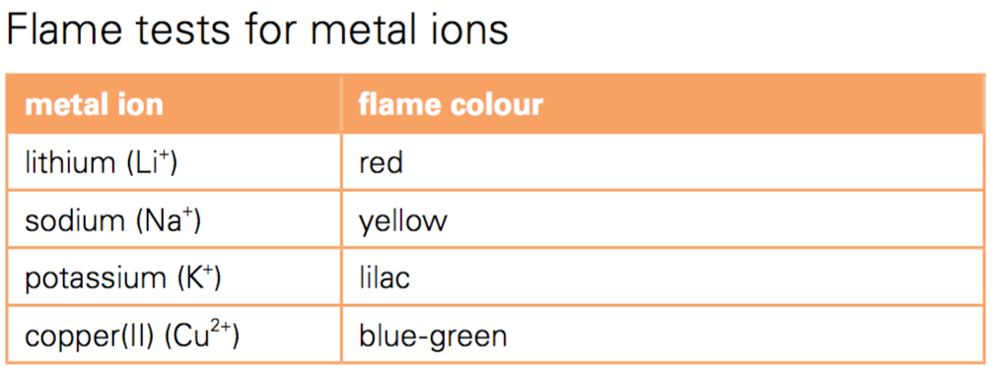 Flame tests for metal ions
metal ion flame colour
lithium (Li⁺) red
sodium (Na⁺) yellow
potassium (K⁺) lilac
copper(II) (Cu²⁺) blue-green